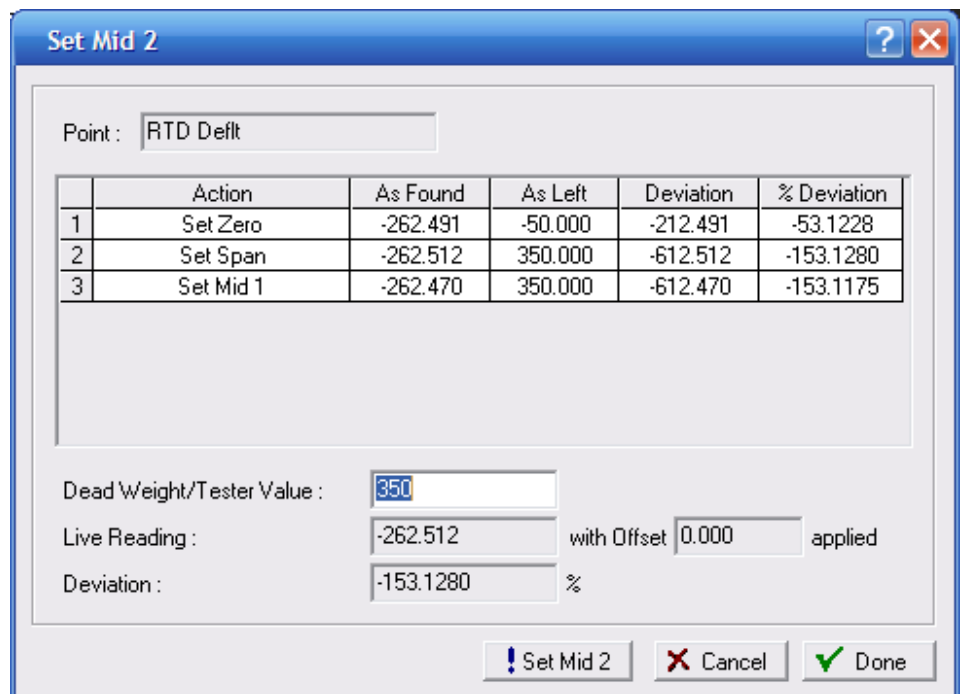 Set Mid 2 ?
Point : RTD Deflt
Action As Found As Left Deviation % Deviation
1 Set Zero -262.491 -50.000 -212.491 -53.1228
2 Set Span -262.512 350.000 -612.512 -153.1280
3 Set Mid 1 -262.470 350.000 -612.470 -153.1175
Dead Weight/Tester Value : 350
Live Reading : -262.512 with Offset 0.000 applied
Deviation : -153.1280 %
! Set Mid 2 Cancel Done